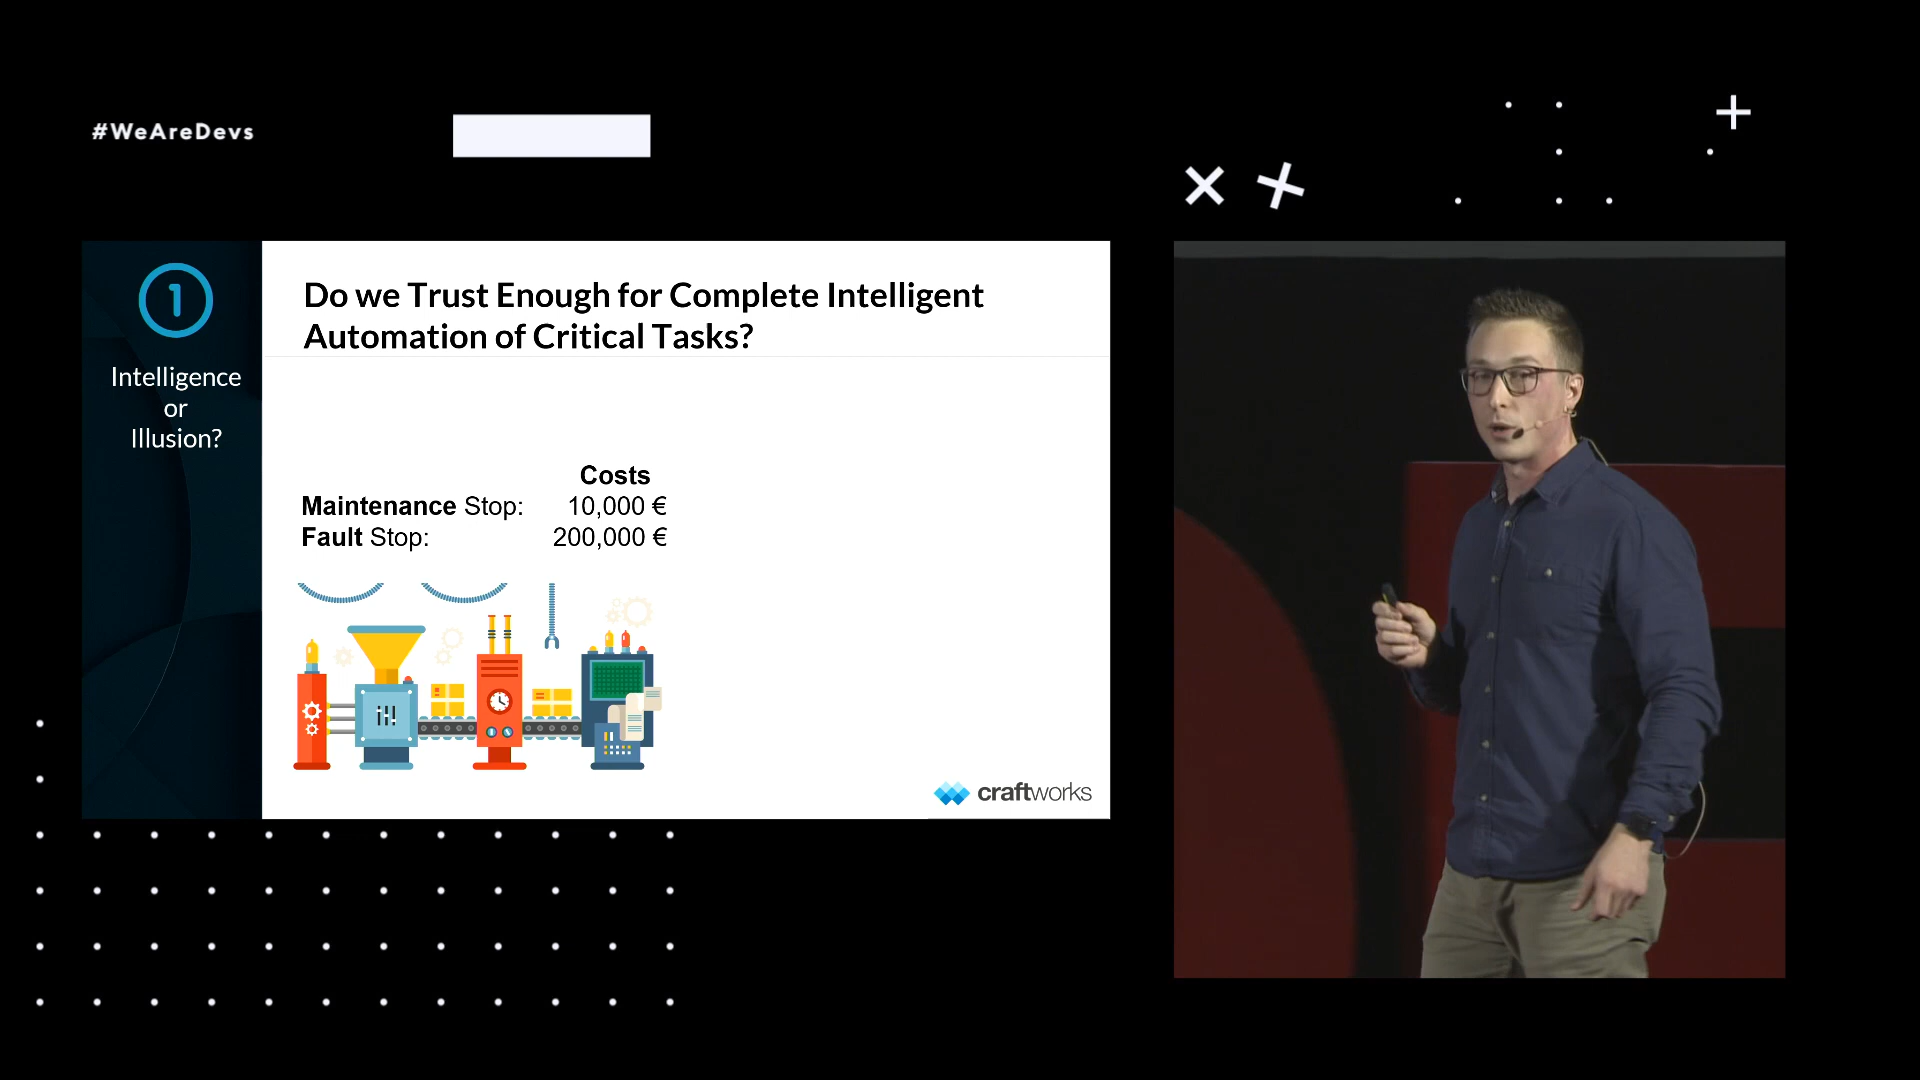 #WeAreDevs
1
Intelligence
or
Illusion?
Do we Trust Enough for Complete Intelligent
Automation of Critical Tasks?
Costs
Maintenance Stop: 10,000 €
Fault Stop: 200,000 €
craftworks